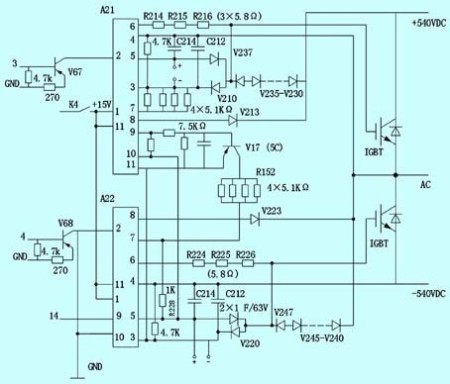 A21
R214 R215 R216 (3×5.8Ω)
+540VDC
6
4
4.7K
C214
C212
3
2
V67
5
V237
4.7k
GND
270
3
V210
V235-V230
7
4×5.1KΩ
K4
+15V
1
8
V213
11
9
7.5KΩ
10
V17 (5C)
11
IGBT
R152
4×5.1KΩ
AC
A22
8
V223
V68
2
4
7
IGBT
4.7k
R224 R225 R226
GND
270
6
(5.8Ω)
11
4
-540VDC
1
1K
R228
C214
C212
2×1 F/63V
V247
14
9
5
4.7K
10
3
V220
V245-V240
GND
+
-